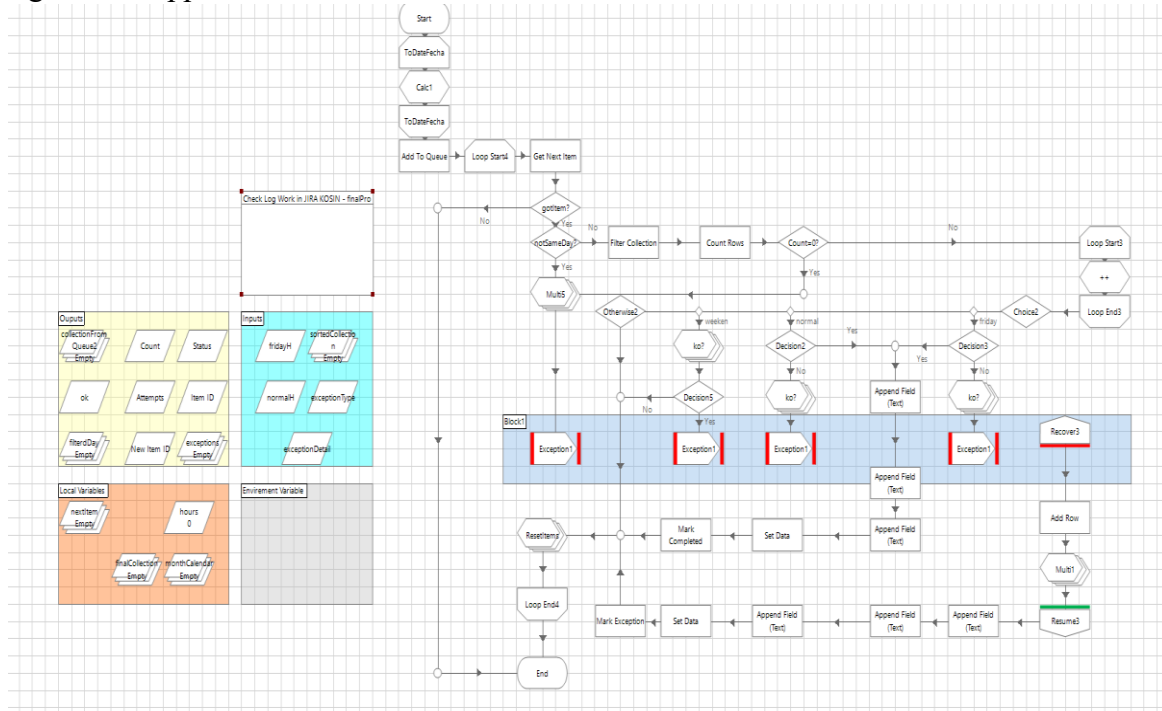 Start
ToDateFecha
Calc1
ToDateFecha
Add To Queue
Loop Start4
Get Next Item
Check Log Work in JIRA KOSIN - finalPro
gotItem?
No
Yes
notSameDay?
No
Filter Collection
Count Rows
Count=0?
No
Loop Start3
Yes
Yes
++
Multi5
Otherwise2
weeken
normal
friday
Choice2
Loop End3
Ouputs
collectionFrom
Queue2
Empty
Count
Status
ok
Attempts
Item ID
filterdDay
Empty
New Item ID
exceptions
Empty
Inputs
fridayH
sortedCollectio
n
Empty
normalH
exceptionType
exceptionDetail
ko?
Decision2
Yes
Decision3
Yes
No
No
Decision5
No
Yes
ko?
Append Field
(Text)
ko?
Block1
Exception1
Exception1
Exception1
Exception1
Recover3
Append Field
(Text)
Local Variables
nextItem
Empty
hours
0
finalCollection
Empty
monthCalendar
Empty
Envirement Variable
ResetItems
Mark
Completed
Set Data
Append Field
(Text)
Add Row
Multi1
Loop End4
Mark Exception
Set Data
Append Field
(Text)
Append Field
(Text)
Append Field
(Text)
Resume3
End